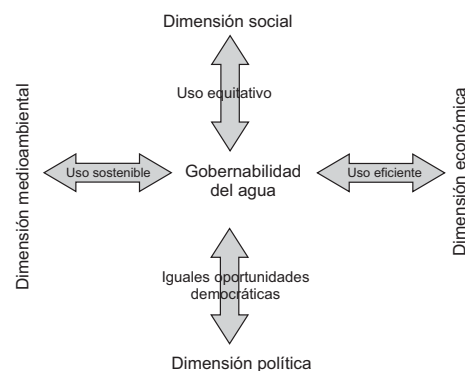 Dimensión social
Uso equitativo
Dimensión medioambiental
Uso sostenible
Gobernabilidad
del agua
Uso eficiente
Dimensión económica
Iguales oportunidades
democráticas
Dimensión política